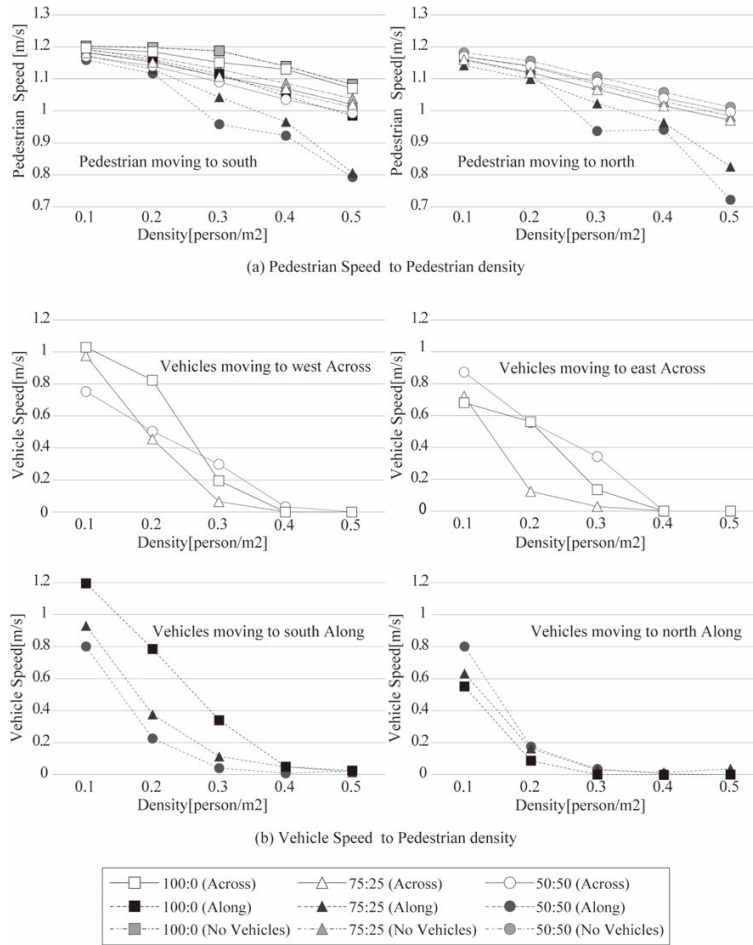 1.3
1.2
1.1
1
0.9
0.8
0.7
Pedestrian Speed [m/s]
Pedestrian moving to south
0.1 0.2 0.3 0.4 0.5
Density[person/m2]
1.3
1.2
1.1
1
0.9
0.8
0.7
Pedestrian Speed [m/s]
Pedestrian moving to north
0.1 0.2 0.3 0.4 0.5
Density[person/m2]
(a) Pedestrian Speed to Pedestrian density
1.2
1
0.8
0.6
0.4
0.2
0
Vehicle Speed[m/s]
Vehicles moving to west Across
0.1 0.2 0.3 0.4 0.5
Density[person/m2]
1.2
1
0.8
0.6
0.4
0.2
0
Vehicle Speed[m/s]
Vehicles moving to east Across
0.1 0.2 0.3 0.4 0.5
Density[person/m2]
1.2
1
0.8
0.6
0.4
0.2
0
Vehicle Speed[m/s]
Vehicles moving to south Along
0.1 0.2 0.3 0.4 0.5
Density[person/m2]
1.2
1
0.8
0.6
0.4
0.2
0
Vehicle Speed[m/s]
Vehicles moving to north Along
0.1 0.2 0.3 0.4 0.5
Density[person/m2]
(b) Vehicle Speed to Pedestrian density
100:0 (Across) 75:25 (Across) 50:50 (Across)
100:0 (Along) 75:25 (Along) 50:50 (Along)
100:0 (No Vehicles) 75:25 (No Vehicles) 50:50 (No Vehicles)